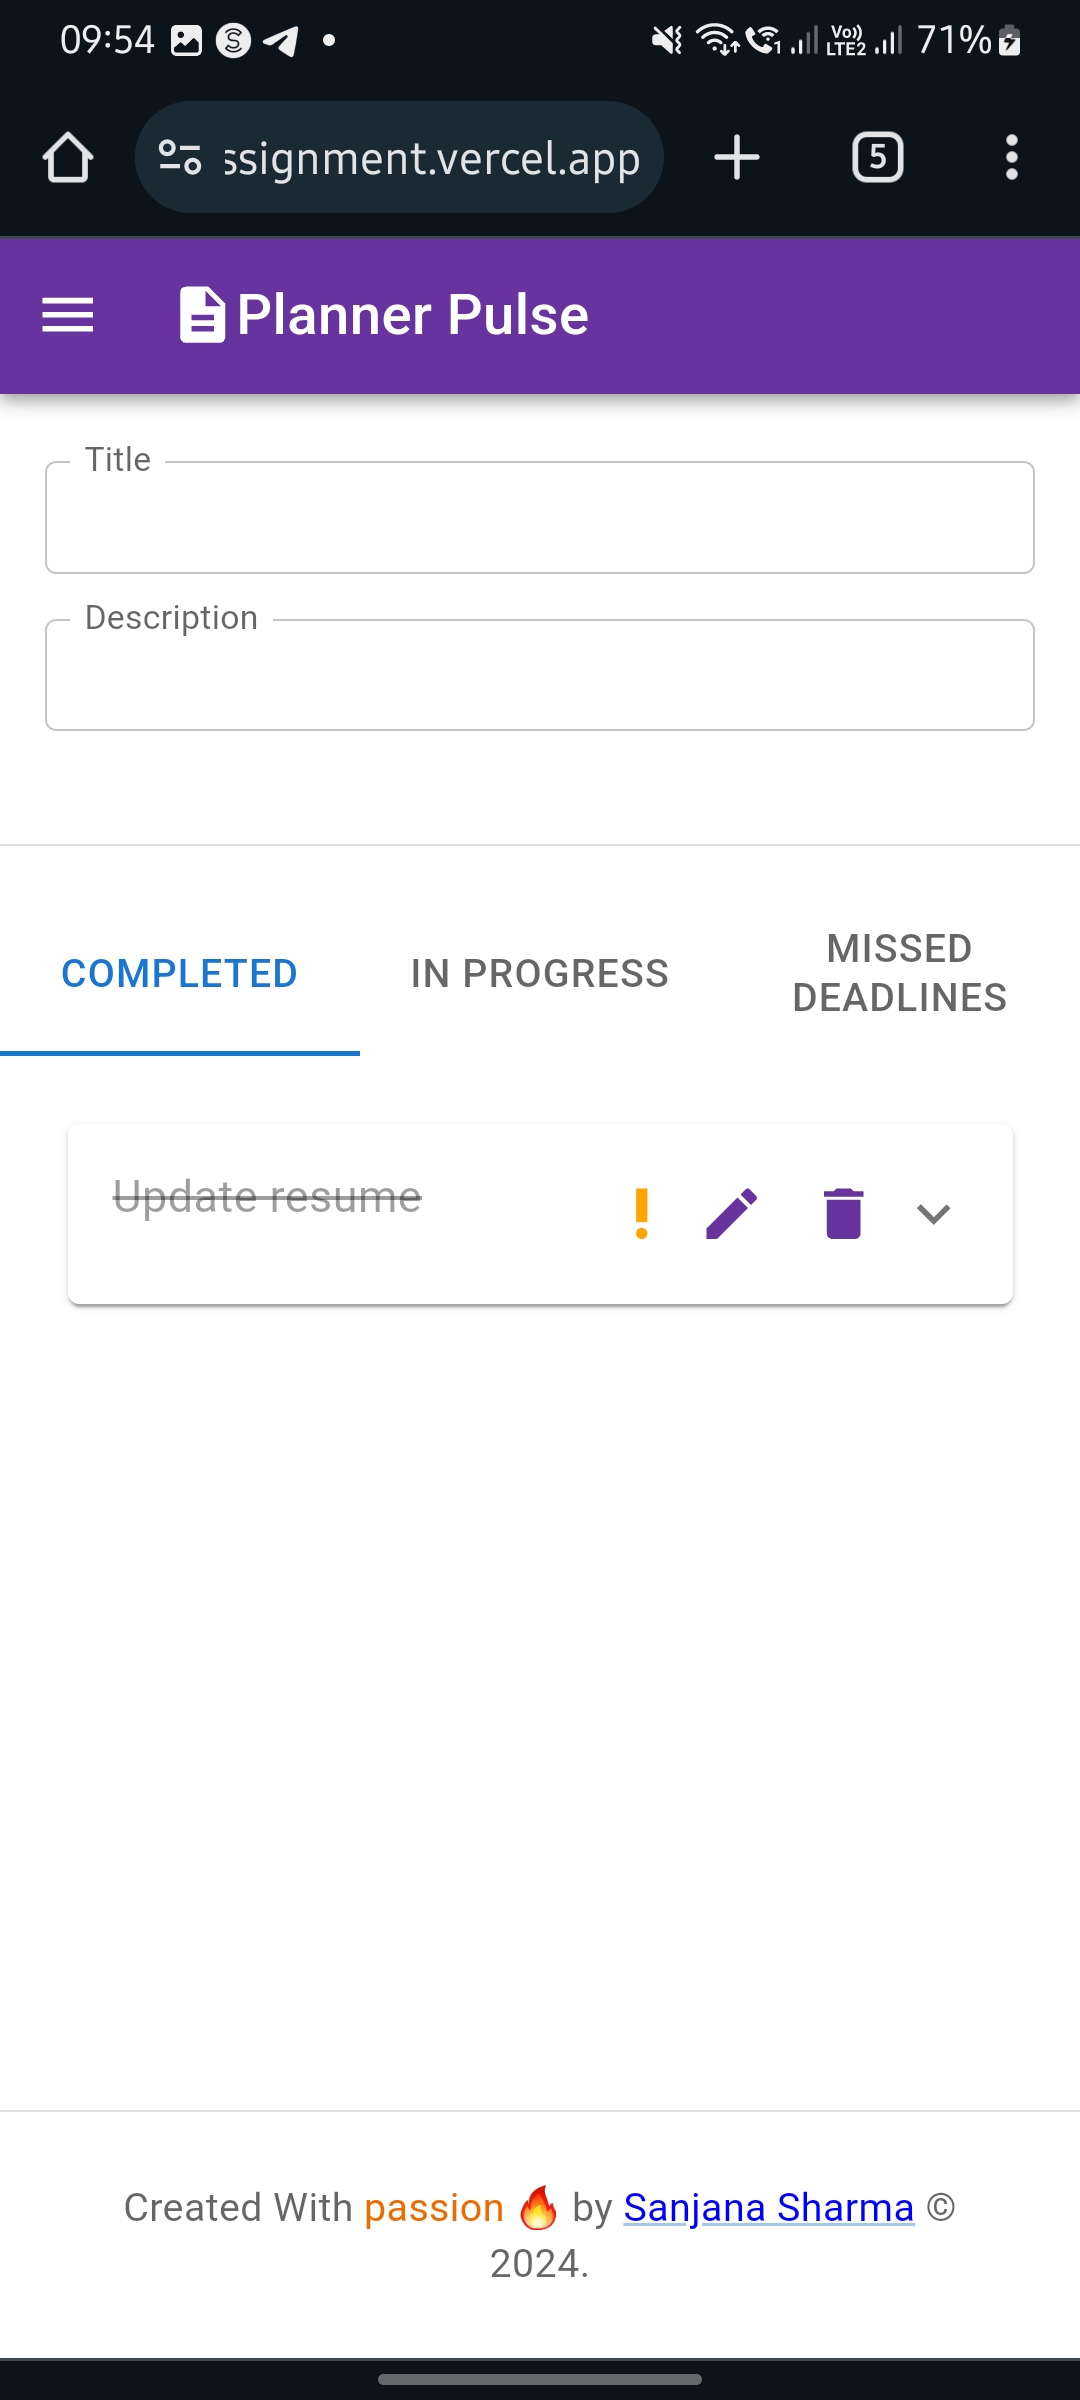 09:54
Vo))
LTE2
1
71%
ssignment.vercel.app
5
Planner Pulse
Title
Description
COMPLETED
IN PROGRESS
MISSED
DEADLINES
Update resume
Created With passion 🔥 by Sanjana Sharma ©
2024.